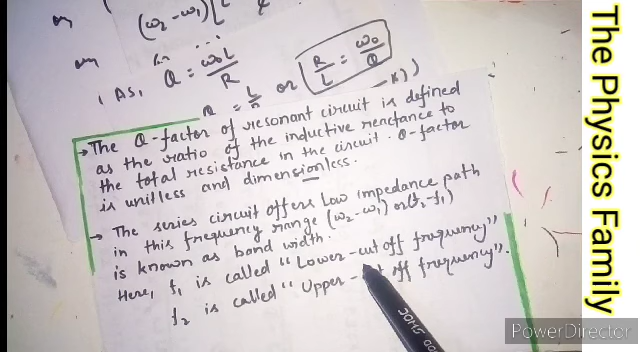 (ω₂-ω₁)L
( As, Q = ω₀L/R
or R/L = ω₀/Q
→ The Q-factor of resonant circuit is defined
as the ratio of the inductive reactance to
the total resistance in the circuit. Q-factor
is unitless and dimensionless.
→ The series circuit offers low impedance path
in this frequency range (ω₂-ω₁) or (f₂-f₁)
is known as band width.
Here, f₁ is called "Lower-cut off frequency"
f₂ is called "Upper- off frequency".
The Physics Family
PowerDirector